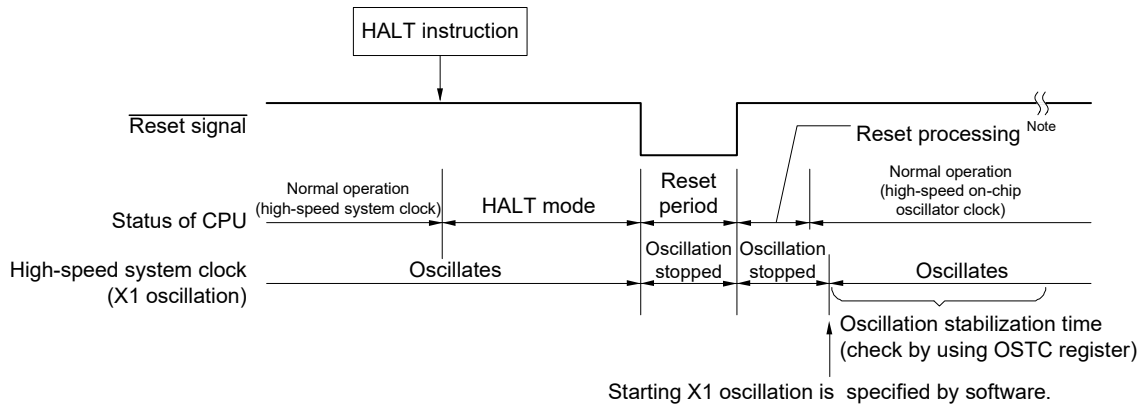 HALT instruction
Reset signal
Reset processing Note
Status of CPU
Normal operation
(high-speed system clock)
HALT mode
Reset
period
Normal operation
(high-speed on-chip
oscillator clock)
High-speed system clock
(X1 oscillation)
Oscillates
Oscillation
stopped
Oscillation
stopped
Oscillates
Oscillation stabilization time
(check by using OSTC register)
Starting X1 oscillation is specified by software.